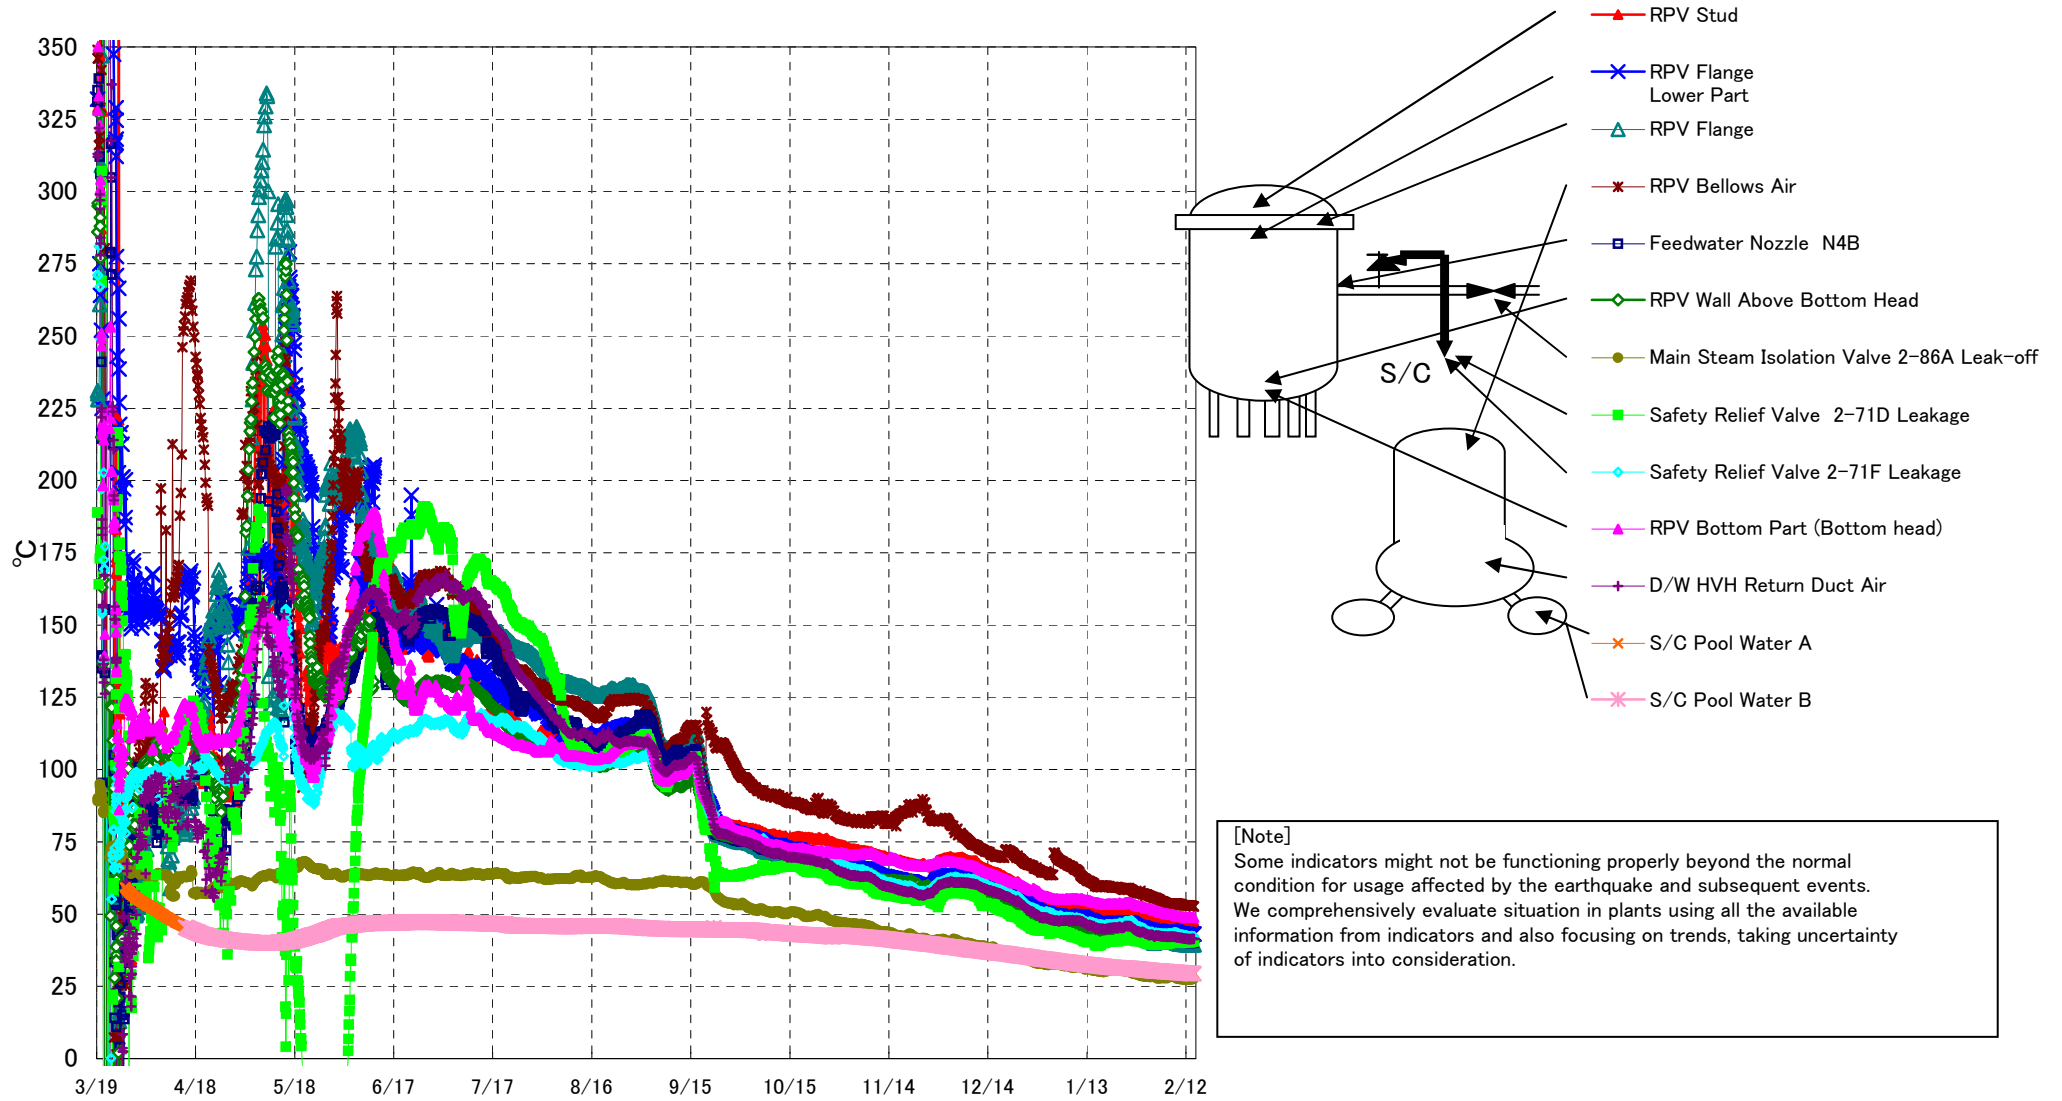 350
325
300
275
250
225
200
175
150
125
100
75
50
25
0
℃
3/19 4/18 5/18 6/17 7/17 8/16 9/15 10/15 11/14 12/14 1/13 2/12
RPV Stud
RPV Flange
Lower Part
RPV Flange
RPV Bellows Air
Feedwater Nozzle N4B
RPV Wall Above Bottom Head
Main Steam Isolation Valve 2-86A Leak-off
Safety Relief Valve 2-71D Leakage
Safety Relief Valve 2-71F Leakage
RPV Bottom Part (Bottom head)
D/W HVH Return Duct Air
S/C Pool Water A
S/C Pool Water B
S/C
[Note]
Some indicators might not be functioning properly beyond the normal
condition for usage affected by the earthquake and subsequent events.
We comprehensively evaluate situation in plants using all the available
information from indicators and also focusing on trends, taking uncertainty
of indicators into consideration.